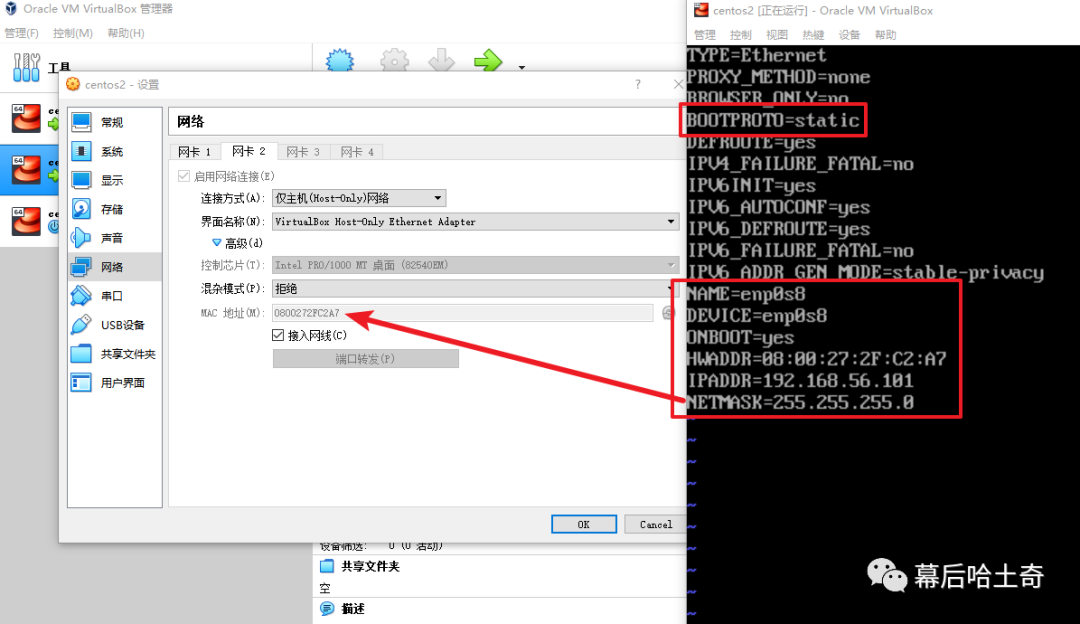 Oracle VM VirtualBox 管理器
管理(F) 控制(M) 帮助(H)
工具
centos2 - 设置
?
常规
系统
显示
存储
声音
网络
串口
USB设备
共享文件夹
用户界面
网络
网卡 1 网卡 2 网卡 3 网卡 4
启用网络连接(E)
连接方式(A): 仅主机(Host-Only)网络
界面名称(N): VirtualBox Host-Only Ethernet Adapter
高级(d)
控制芯片(T): Intel PRO/1000 MT 桌面 (82540EM)
混杂模式(P): 拒绝
MAC 地址(M): 0800272FC2A7
接入网线(C)
端口转发(P)
OK Cancel
设备筛选: 0 (0 活动)
共享文件夹
空
描述
centos2 [正在运行] - Oracle VM VirtualBox
管理 控制 视图 热键 设备 帮助
TYPE=Ethernet
PROXY_METHOD=none
BROWSER_ONLY=no
BOOTPROTO=static
DEFROUTE=yes
IPV4_FAILURE_FATAL=no
IPV6INIT=yes
IPV6_AUTOCONF=yes
IPV6_DEFROUTE=yes
IPV6_FAILURE_FATAL=no
IPV6_ADDR_GEN_MODE=stable-privacy
NAME=enp0s8
DEVICE=enp0s8
ONBOOT=yes
HWADDR=08:00:27:2F:C2:A7
IPADDR=192.168.56.101
NETMASK=255.255.255.0
~
~
~
~
~
~
~
~
~
幕后哈土奇